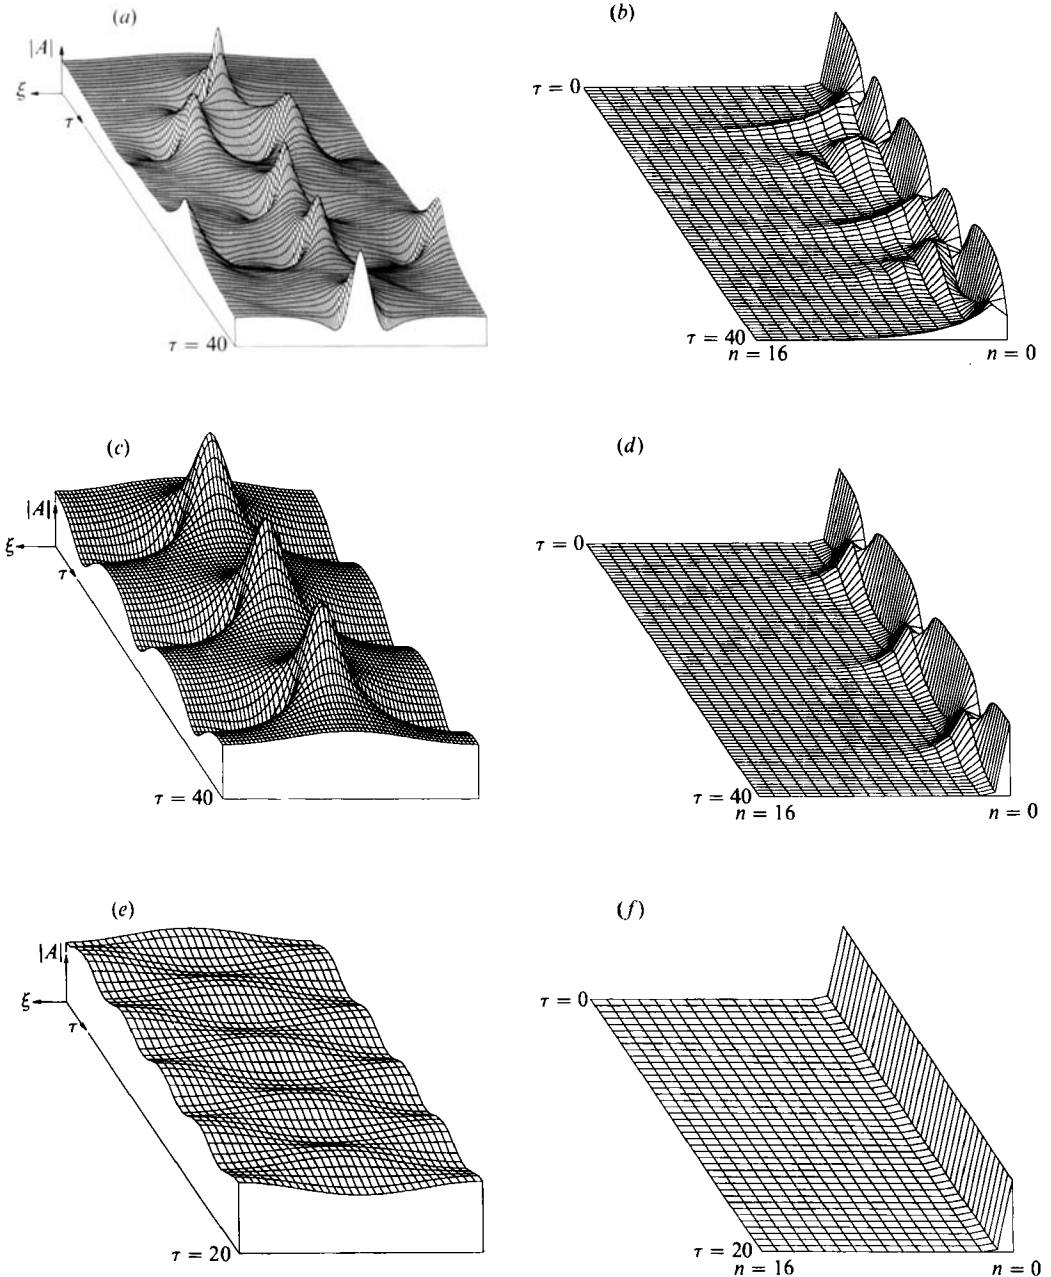 (a)
|A|
ξ
τ
τ = 40
(b)
τ = 0
τ = 40
n = 16
n = 0
(c)
|A|
ξ
τ
τ = 40
(d)
τ = 0
τ = 40
n = 16
n = 0
(e)
|A|
ξ
τ
τ = 20
(f)
τ = 0
τ = 20
n = 16
n = 0